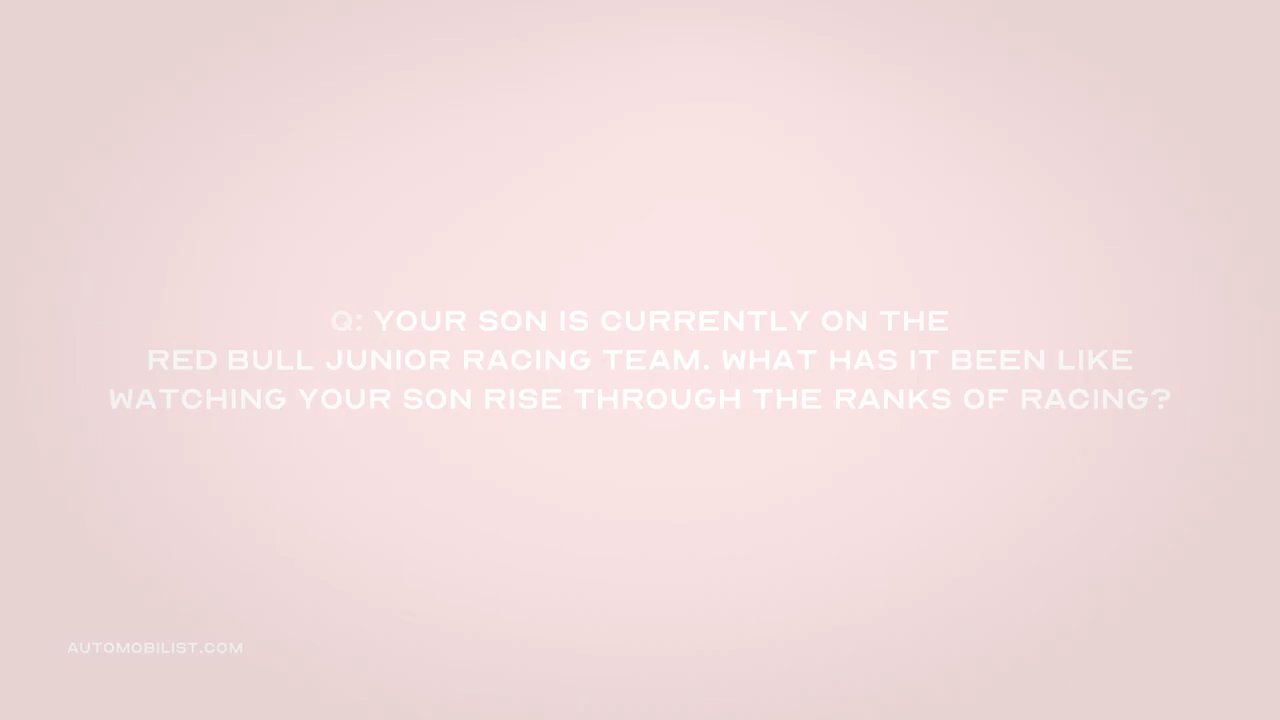 Q: YOUR SON IS CURRENTLY ON THE
RED BULL JUNIOR RACING TEAM. WHAT HAS IT BEEN LIKE
WATCHING YOUR SON RISE THROUGH THE RANKS OF RACING?
AUTOMOBILIST.COM